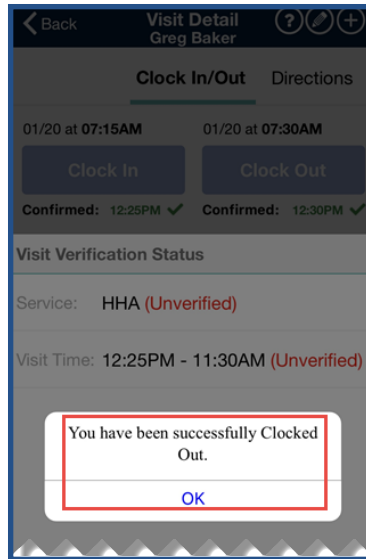 Back
Visit Detail
Greg Baker
?
Clock In/Out Directions
01/20 at 07:15AM 01/20 at 07:30AM
Clock In Clock Out
Confirmed: 12:25PM ✓ Confirmed: 12:30PM ✓
Visit Verification Status
Service: HHA (Unverified)
Visit Time: 12:25PM - 11:30AM (Unverified)
You have been successfully Clocked
Out.
OK